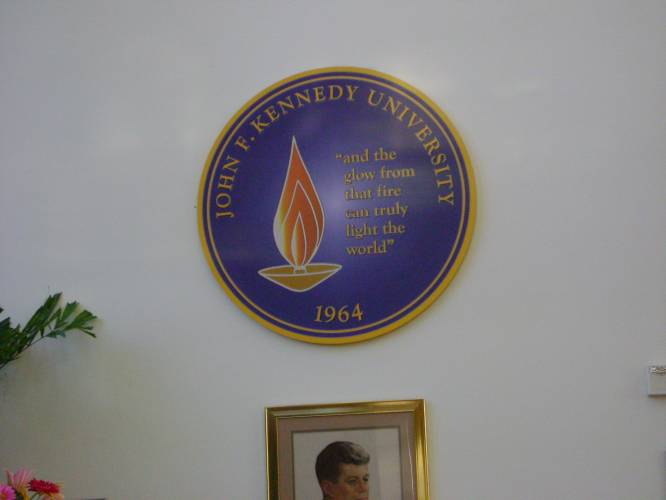 JOHN F. KENNEDY UNIVERSITY
"and the
glow from
that fire
can truly
light the
world"
1964